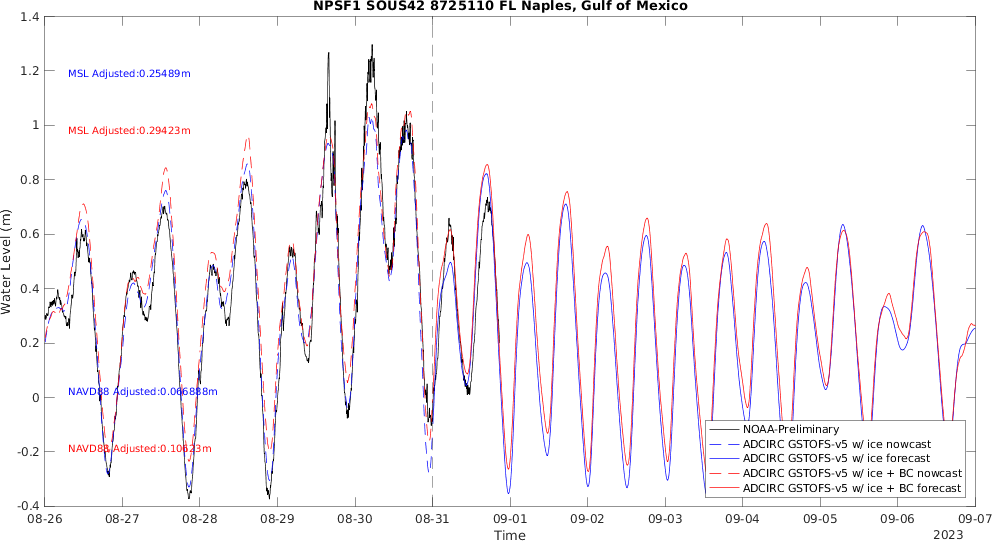 NPSF1 SOUS42 8725110 FL Naples, Gulf of Mexico
1.4
1.2
1
0.8
0.6
0.4
0.2
0
-0.2
-0.4
Water Level (m)
MSL Adjusted:0.25489m
MSL Adjusted:0.29423m
NAVD88 Adjusted:0.066888m
NAVD88 Adjusted:0.10623m
NOAA-Preliminary
ADCIRC GSTOFS-v5 w/ ice nowcast
ADCIRC GSTOFS-v5 w/ ice forecast
ADCIRC GSTOFS-v5 w/ ice + BC nowcast
ADCIRC GSTOFS-v5 w/ ice + BC forecast
08-26 08-27 08-28 08-29 08-30 08-31 09-01 09-02 09-03 09-04 09-05 09-06 09-07
Time
2023